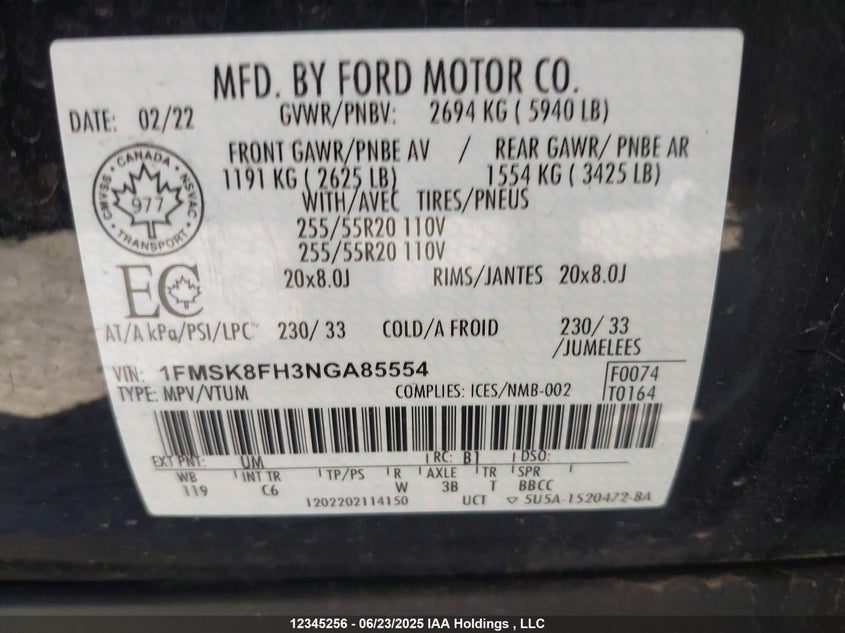 MFD. BY FORD MOTOR CO.
DATE: 02/22 GVWR/PNBV: 2694 KG ( 5940 LB)
FRONT GAWR/PNBE AV / REAR GAWR/ PNBE AR
1191 KG ( 2625 LB) 1554 KG ( 3425 LB)
WITH/AVEC TIRES/PNEUS
255/55R20 110V
255/55R20 110V
20x8.0J RIMS/JANTES 20x8.0J
CANADA
CMVSS NSVAC
977
TRANSPORT
EC
AT/A kPa/PSI/LPC 230/ 33 COLD/A FROID 230/ 33
/JUMELEES
VIN: 1FMSK8FH3NGA85554 F0074
TYPE: MPV/VTUM COMPLIES: ICES/NMB-002 T0164
EXT PNT: UM RC: B1 DSO:
WB INT TR TP/PS R AXLE TR SPR
119 C6 W 3B T BBCC
1202202114150 UCT ▽ 5U5A-1520472-BA
12345256 - 06/23/2025 IAA Holdings , LLC